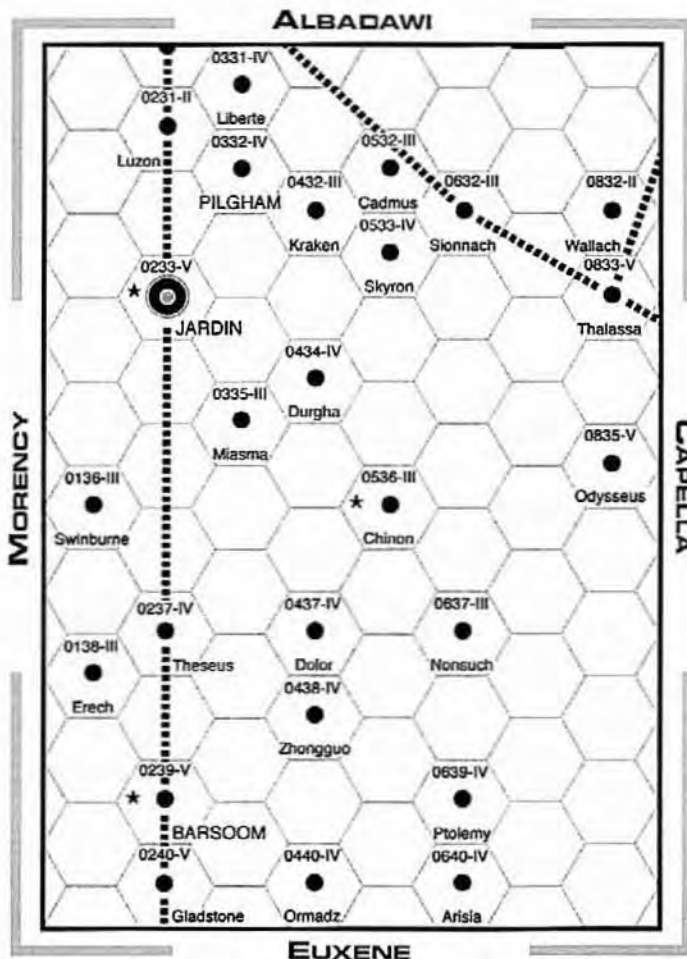 ALBADAWI
0331-IV
Liberte
0231-II
Luzon
0332-IV
PILGHAM
0532-III
Cadmus
0432-III
Kraken
0632-III
Sionnach
0832-II
Wallach
0533-IV
Skyron
0233-V
JARDIN
0833-V
Thalassa
0434-IV
Durgha
0335-III
Miasma
0835-V
Odysseus
MORENCY
CAPELLA
0136-III
Swinburne
0536-III
Chinon
0237-IV
Theseus
0437-IV
Dolor
0637-III
Nonsuch
0138-III
Erech
0438-IV
Zhongguo
0239-V
BARSOOM
0639-IV
Ptolemy
0240-V
Gladstone
0440-IV
Ormadz
0640-IV
Arisia
EUXENE